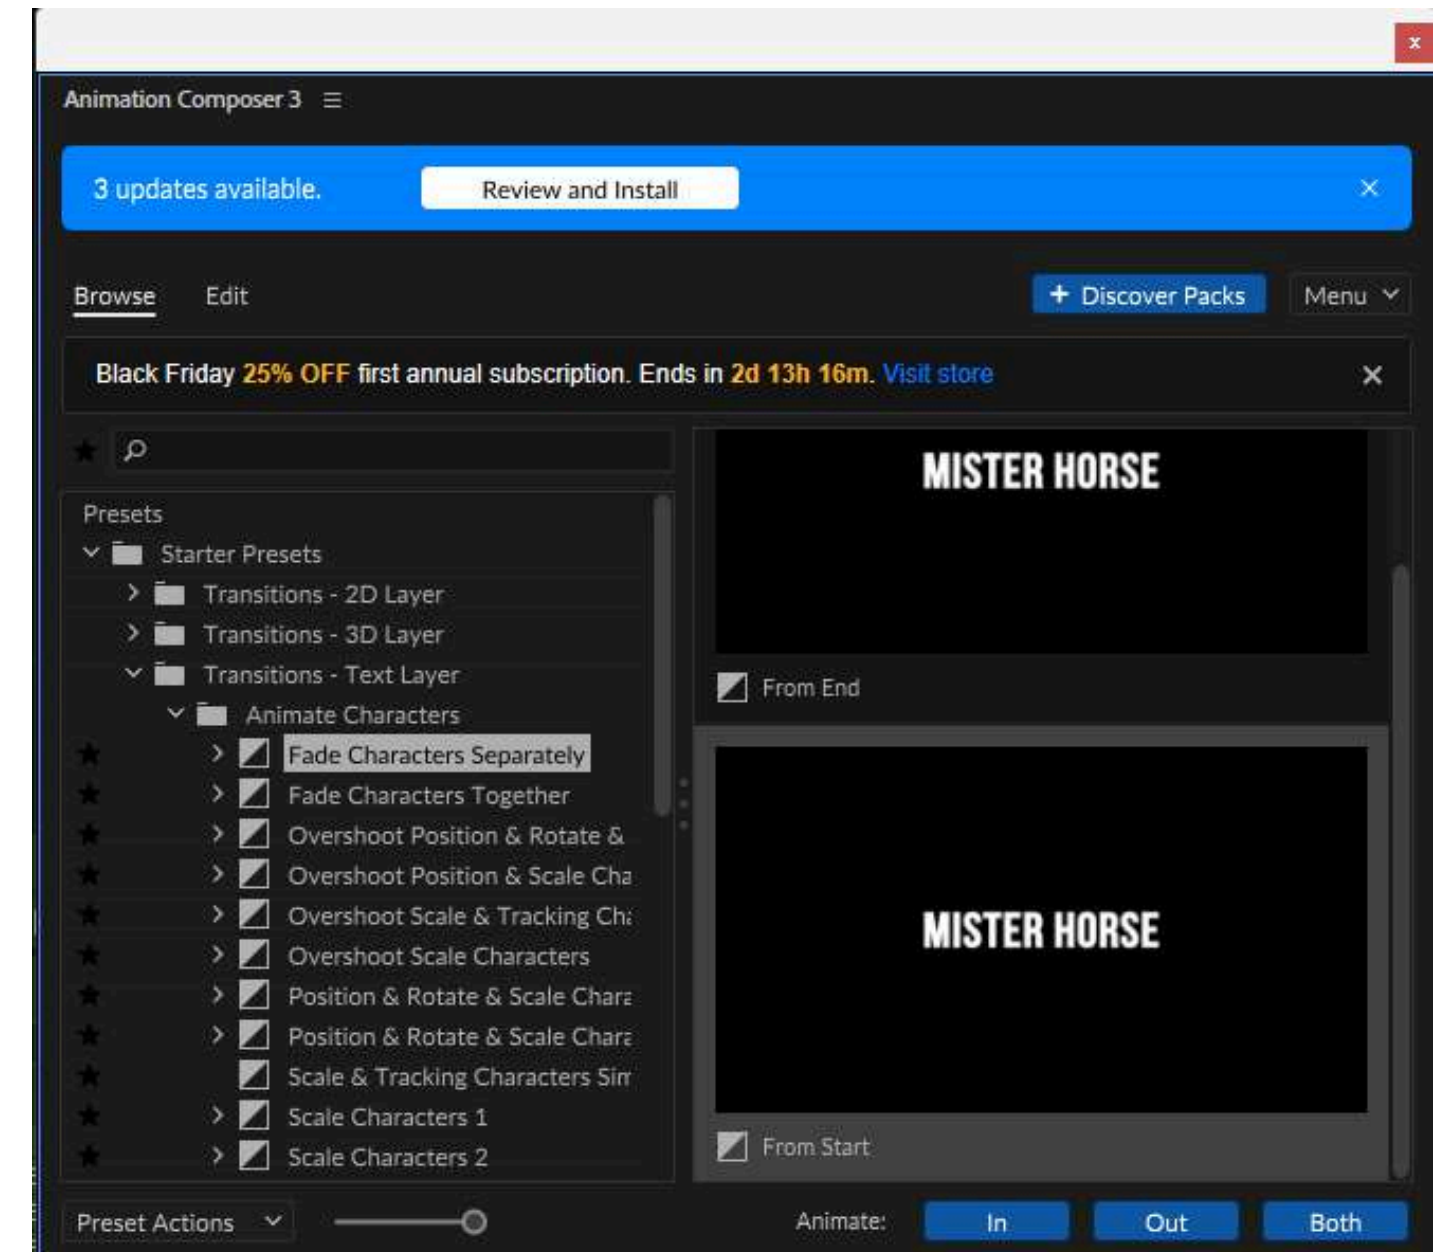 Animation Composer 3
3 updates available.
Review and Install
Browse
Edit
+ Discover Packs
Menu
Black Friday 25% OFF first annual subscription. Ends in 2d 13h 16m. Visit store
Presets
Starter Presets
Transitions - 2D Layer
Transitions - 3D Layer
Transitions - Text Layer
Animate Characters
Fade Characters Separately
Fade Characters Together
Overshoot Position & Rotate &
Overshoot Position & Scale Cha
Overshoot Scale & Tracking Cha
Overshoot Scale Characters
Position & Rotate & Scale Chara
Position & Rotate & Scale Chara
Scale & Tracking Characters Sim
Scale Characters 1
Scale Characters 2
MISTER HORSE
From End
MISTER HORSE
From Start
Preset Actions
Animate:
In
Out
Both